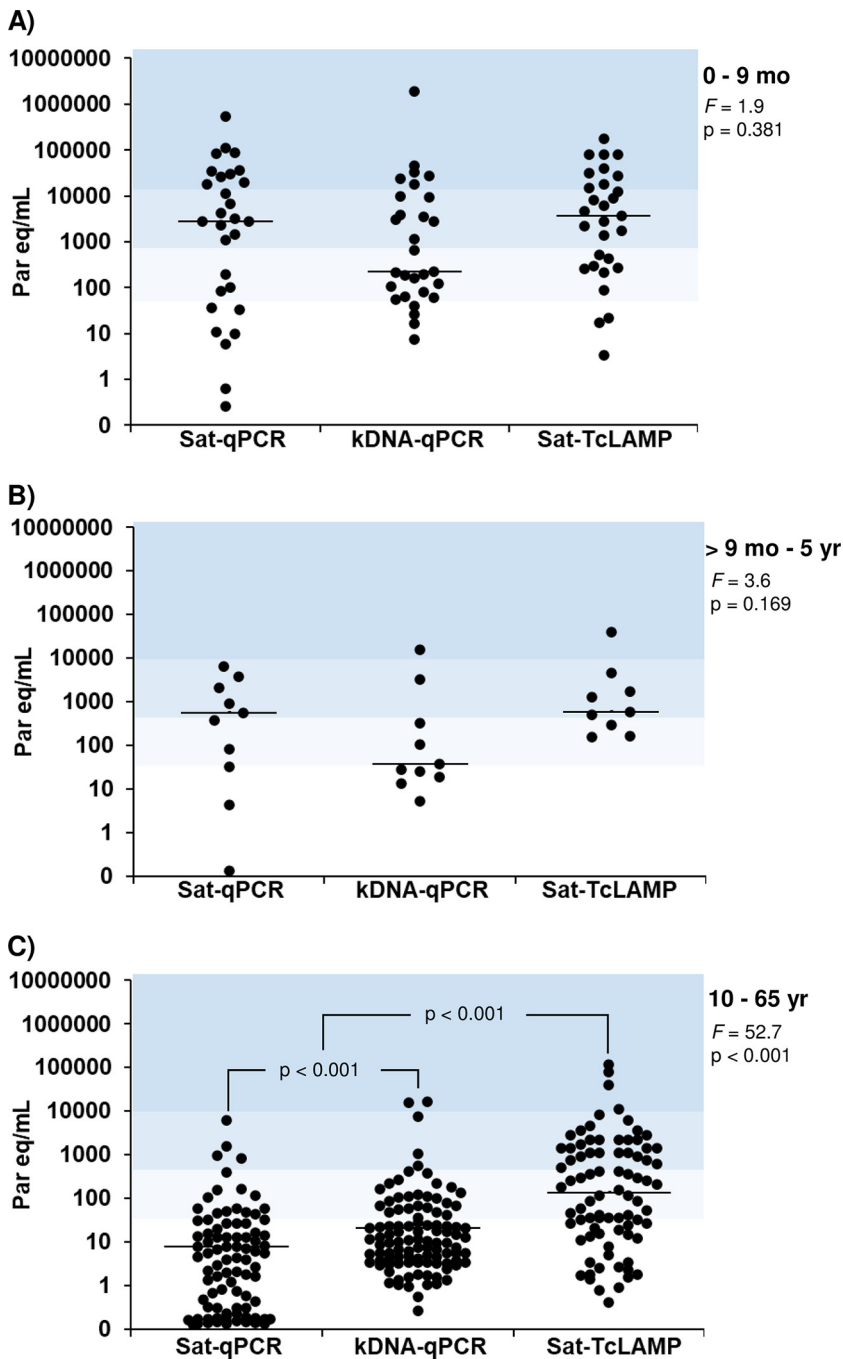 A)
10000000
1000000
100000
10000
1000
100
10
1
0
Par eq/mL
Sat-qPCR kDNA-qPCR Sat-TcLAMP
0 - 9 mo
F = 1.9
p = 0.381
B)
10000000
1000000
100000
10000
1000
100
10
1
0
Par eq/mL
Sat-qPCR kDNA-qPCR Sat-TcLAMP
> 9 mo - 5 yr
F = 3.6
p = 0.169
C)
10000000
1000000
100000
10000
1000
100
10
1
0
Par eq/mL
p < 0.001
p < 0.001
Sat-qPCR kDNA-qPCR Sat-TcLAMP
10 - 65 yr
F = 52.7
p < 0.001